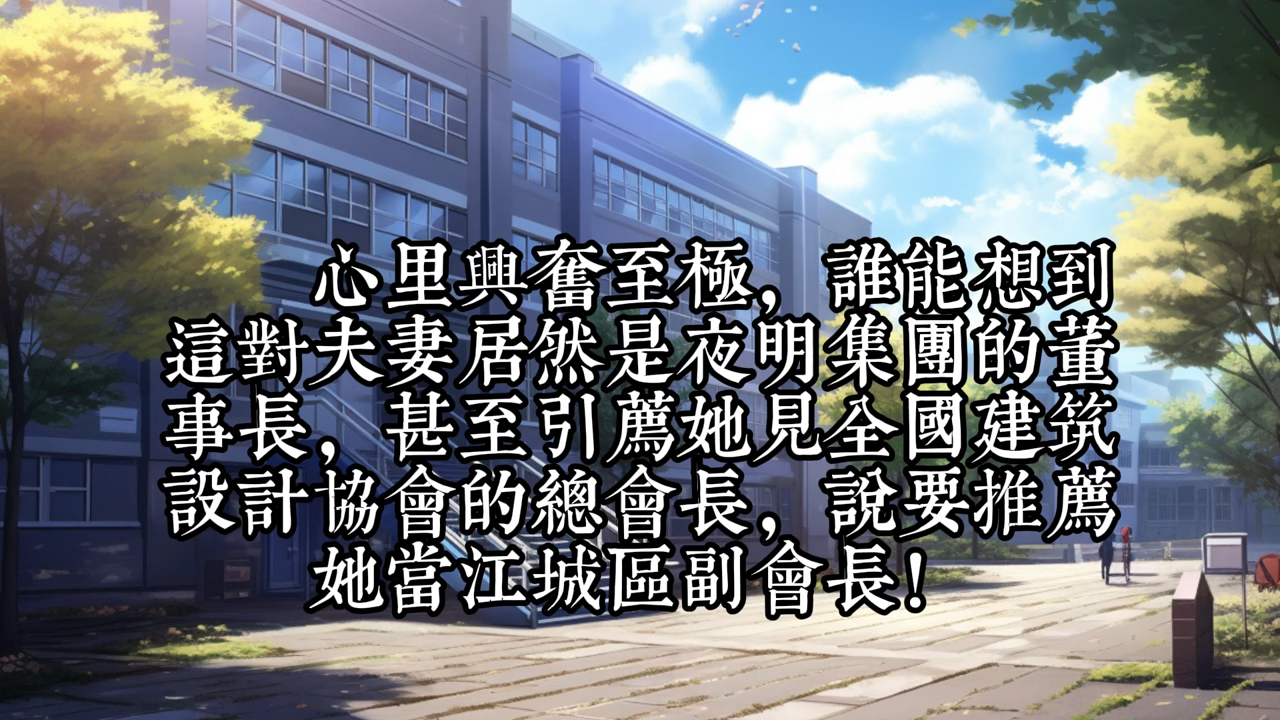 心里興奮至極，誰能想到
這對夫妻居然是夜明集團的董
事長，甚至引薦她見全國建筑
設計協會的總會長，說要推薦
她當江城區副會長！